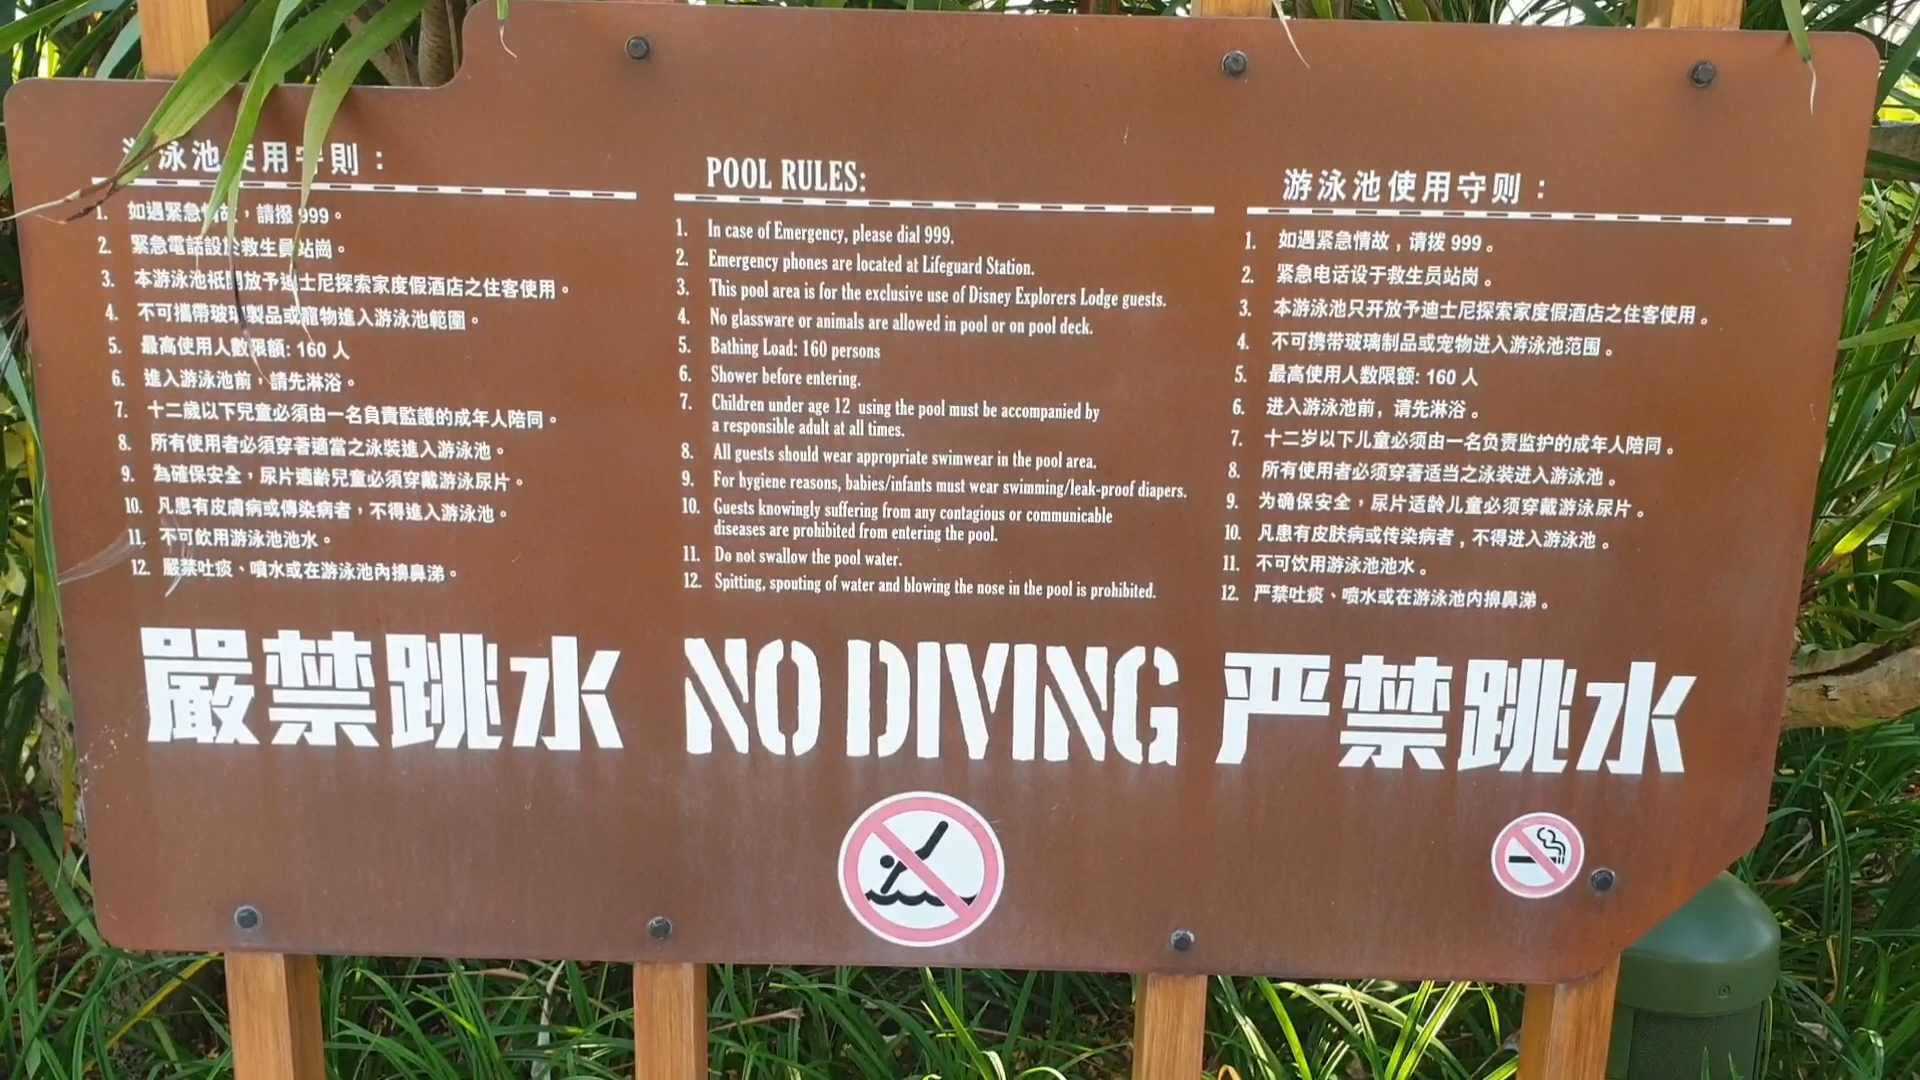 泳池使用守則：
1. 如遇緊急情故，請撥 999。
2. 緊急電話設於救生員站崗。
3. 本游泳池衹開放予迪士尼探索家度假酒店之住客使用。
4. 不可攜帶玻璃製品或寵物進入游泳池範圍。
5. 最高使用人數限額: 160 人
6. 進入游泳池前，請先淋浴。
7. 十二歲以下兒童必須由一名負責監護的成年人陪同。
8. 所有使用者必須穿著適當之泳裝進入游泳池。
9. 為確保安全，尿片適齡兒童必須穿戴游泳尿片。
10. 凡患有皮膚病或傳染病者，不得進入游泳池。
11. 不可飲用游泳池池水。
12. 嚴禁吐痰、噴水或在游泳池內擤鼻涕。
嚴禁跳水
POOL RULES:
1. In case of Emergency, please dial 999.
2. Emergency phones are located at Lifeguard Station.
3. This pool area is for the exclusive use of Disney Explorers Lodge guests.
4. No glassware or animals are allowed in pool or on pool deck.
5. Bathing Load: 160 persons
6. Shower before entering.
7. Children under age 12 using the pool must be accompanied by
a responsible adult at all times.
8. All guests should wear appropriate swimwear in the pool area.
9. For hygiene reasons, babies/infants must wear swimming/leak-proof diapers.
10. Guests knowingly suffering from any contagious or communicable
diseases are prohibited from entering the pool.
11. Do not swallow the pool water.
12. Spitting, spouting of water and blowing the nose in the pool is prohibited.
NO DIVING
游泳池使用守则：
1. 如遇紧急情故，请拨 999。
2. 紧急电话设于救生员站岗。
3. 本游泳池只开放予迪士尼探索家度假酒店之住客使用。
4. 不可携带玻璃制品或宠物进入游泳池范围。
5. 最高使用人数限额: 160 人
6. 进入游泳池前，请先淋浴。
7. 十二岁以下儿童必须由一名负责监护的成年人陪同。
8. 所有使用者必须穿著适当之泳装进入游泳池。
9. 为确保安全，尿片适龄儿童必须穿戴游泳尿片。
10. 凡患有皮肤病或传染病者，不得进入游泳池。
11. 不可饮用游泳池池水。
12. 严禁吐痰、喷水或在游泳池内擤鼻涕。
严禁跳水